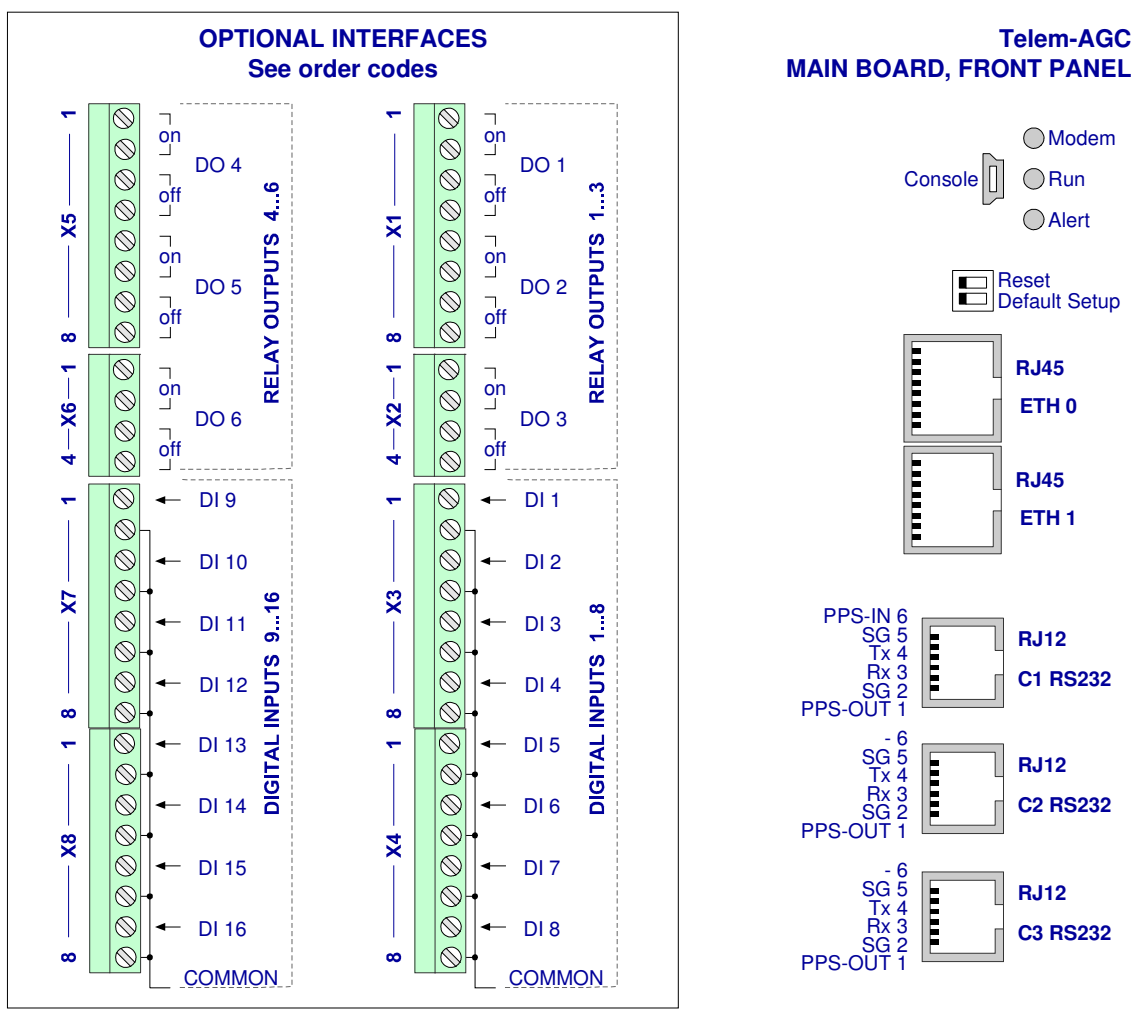 OPTIONAL INTERFACES
See order codes
1
X5
8
on
DO 4
off
on
DO 5
off
1
X6
4
on
DO 6
off
RELAY OUTPUTS 4...6
1
X7
8
DI 9
DI 10
DI 11
DI 12
1
X8
8
DI 13
DI 14
DI 15
DI 16
COMMON
DIGITAL INPUTS 9...16
1
X1
8
on
DO 1
off
on
DO 2
off
1
X2
4
on
DO 3
off
RELAY OUTPUTS 1...3
1
X3
8
DI 1
DI 2
DI 3
DI 4
1
X4
8
DI 5
DI 6
DI 7
DI 8
COMMON
DIGITAL INPUTS 1...8
Telem-AGC
MAIN BOARD, FRONT PANEL
Modem
Console
Run
Alert
Reset
Default Setup
RJ45
ETH 0
RJ45
ETH 1
PPS-IN 6
SG 5
Tx 4
Rx 3
SG 2
PPS-OUT 1
RJ12
C1 RS232
- 6
SG 5
Tx 4
Rx 3
SG 2
PPS-OUT 1
RJ12
C2 RS232
- 6
SG 5
Tx 4
Rx 3
SG 2
PPS-OUT 1
RJ12
C3 RS232